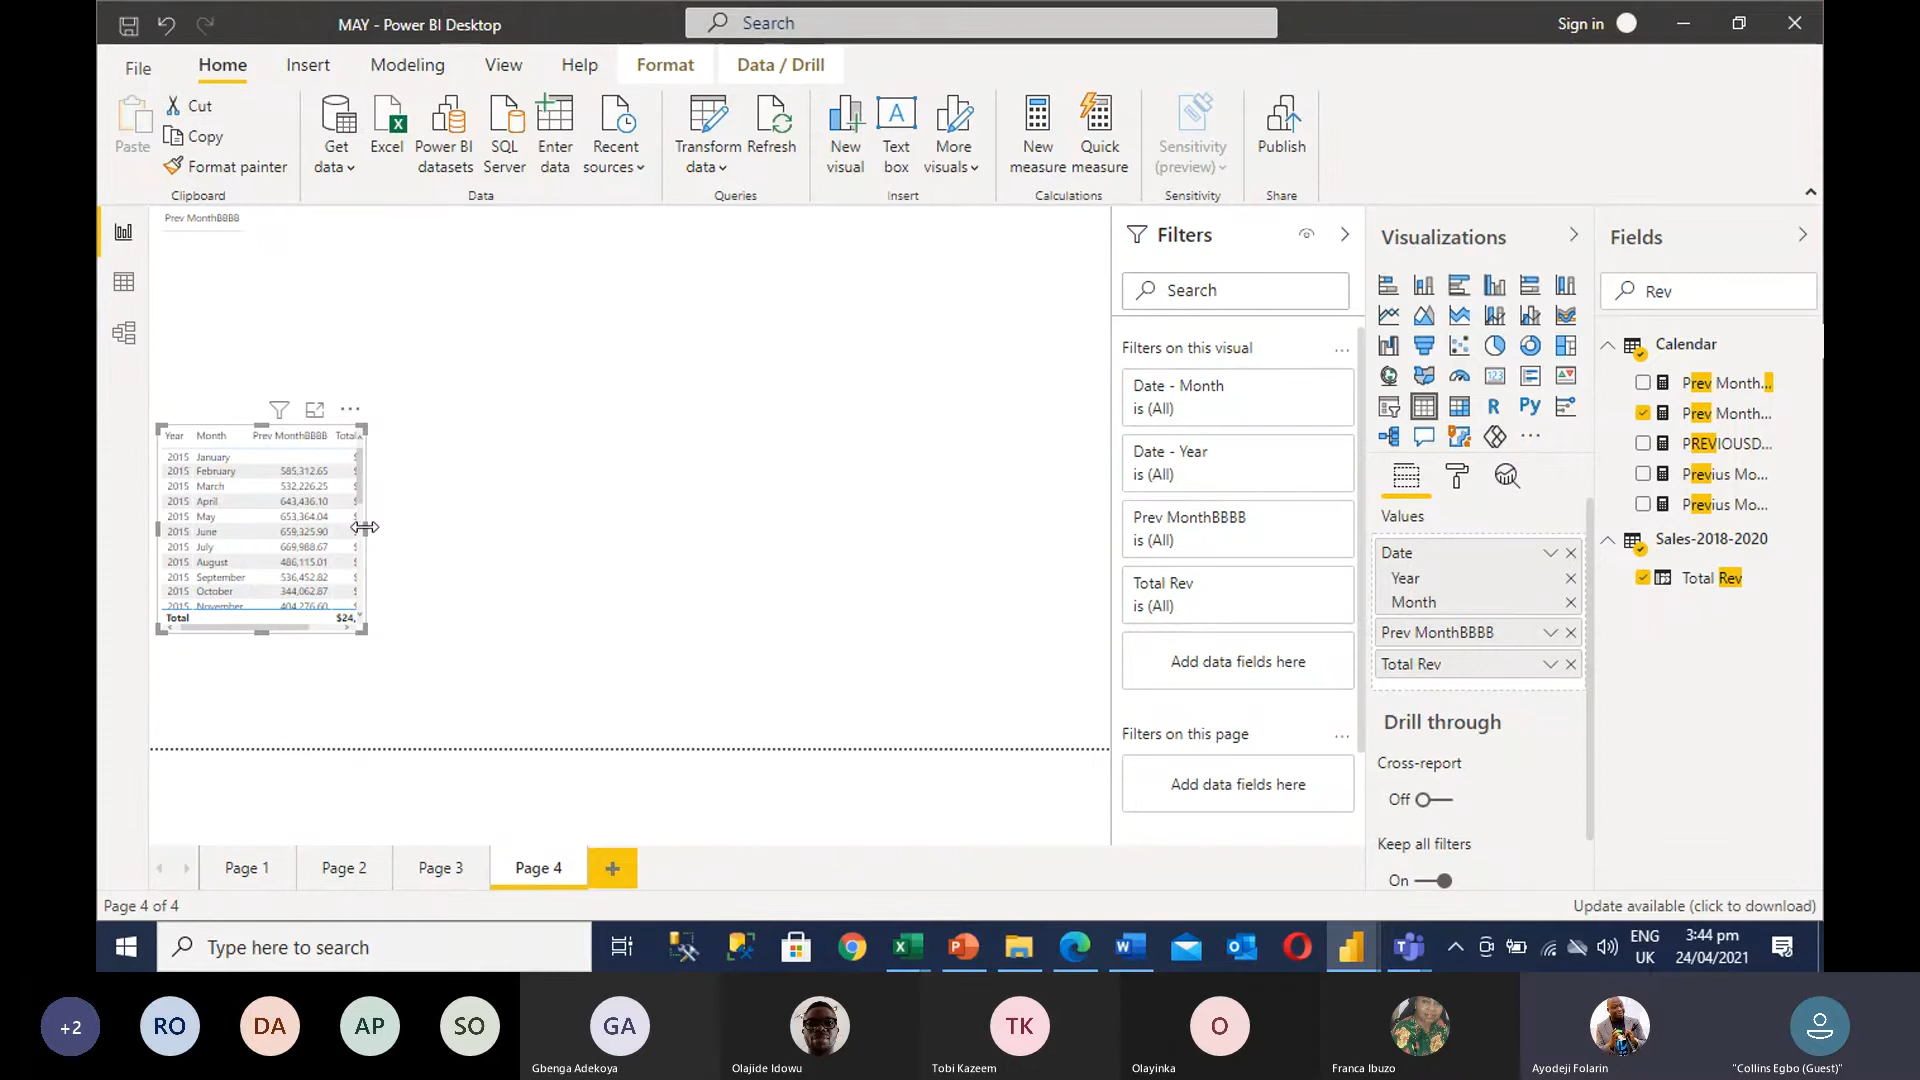 MAY - Power BI Desktop
Search
Sign in
File
Home
Insert
Modeling
View
Help
Format
Data / Drill
Paste
Cut
Copy
Format painter
Clipboard
Get data
Excel
Power BI datasets
SQL Server
Enter data
Recent sources
Data
Transform data
Refresh
Queries
New visual
Text box
More visuals
Insert
New measure
Quick measure
Calculations
Sensitivity (preview)
Sensitivity
Publish
Share
Prev MonthBBBB
Year Month Prev MonthBBBB Total
2015 January
2015 February 585,312.65
2015 March 532,226.25
2015 April 643,436.10
2015 May 653,364.04
2015 June 659,325.90
2015 July 669,988.67
2015 August 486,115.01
2015 September 536,452.82
2015 October 344,062.87
2015 November 404,276.60
Total $24,
Filters
Search
Filters on this visual
Date - Month
is (All)
Date - Year
is (All)
Prev MonthBBBB
is (All)
Total Rev
is (All)
Add data fields here
Filters on this page
Add data fields here
Visualizations
R
Py
123
Values
Date
Year
Month
Prev MonthBBBB
Total Rev
Drill through
Cross-report
Off
Keep all filters
On
Fields
Rev
Calendar
Prev Month...
Prev Month...
PREVIOUSD...
Previus Mo...
Previus Mo...
Sales-2018-2020
Total Rev
Page 1
Page 2
Page 3
Page 4
Page 4 of 4
Update available (click to download)
Type here to search
ENG
UK
3:44 pm
24/04/2021
+2
RO
DA
AP
SO
GA
TK
O
Gbenga Adekoya
Olajide Idowu
Tobi Kazeem
Olayinka
Franca Ibuzo
Ayodeji Folarin
"Collins Egbo (Guest)"